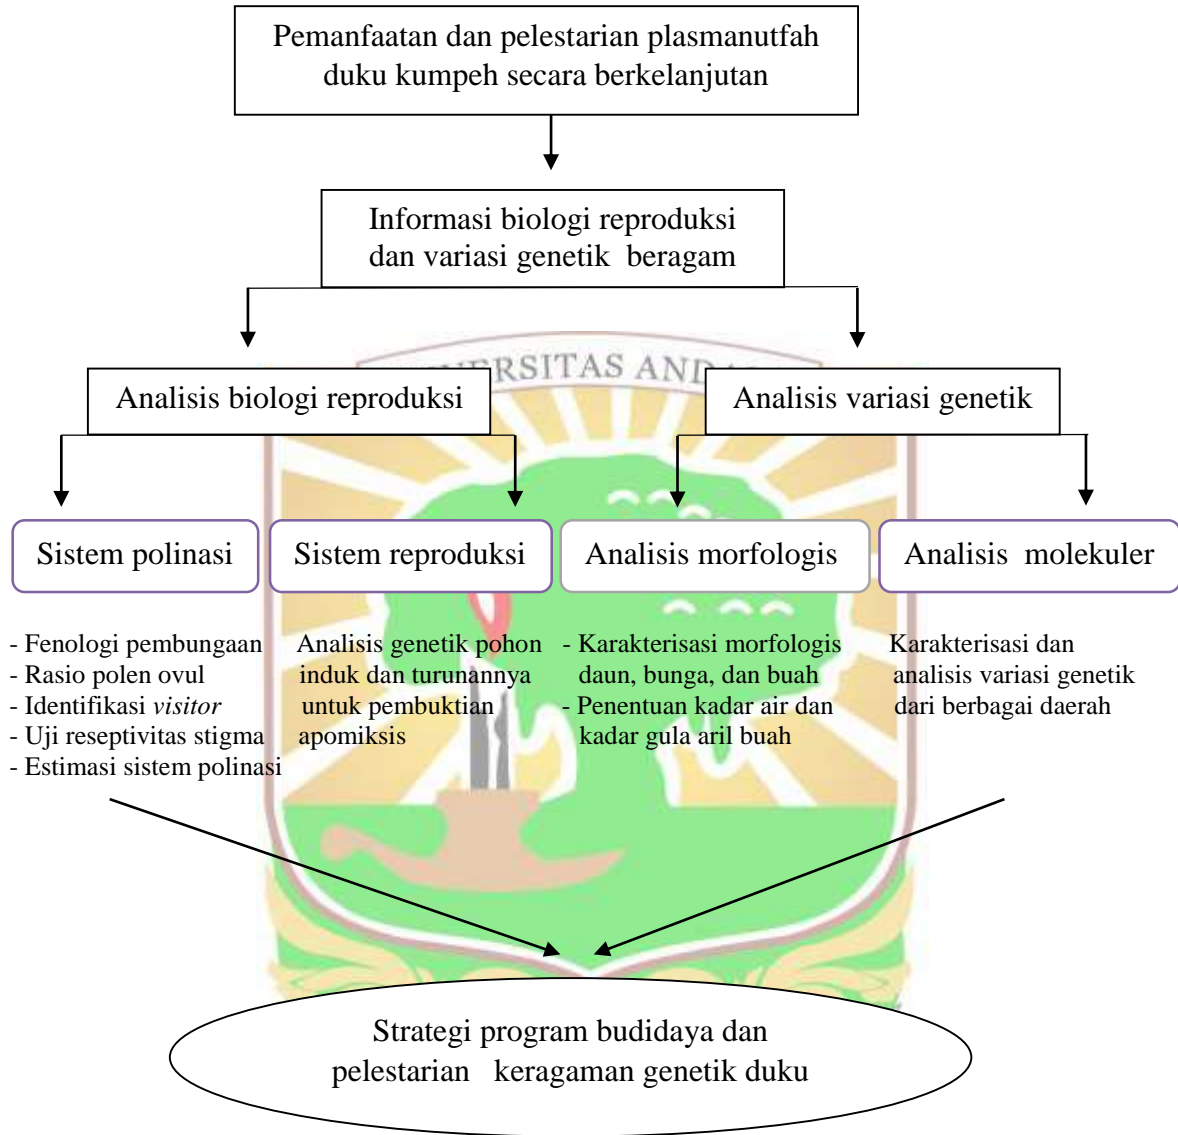 Pemanfaatan dan pelestarian plasmanutfah
duku kumpeh secara berkelanjutan
Informasi biologi reproduksi
dan variasi genetik beragam
Analisis biologi reproduksi
Analisis variasi genetik
Sistem polinasi
Sistem reproduksi
Analisis morfologis
Analisis molekuler
- Fenologi pembungaan
- Rasio polen ovul
- Identifikasi visitor
- Uji reseptivitas stigma
- Estimasi sistem polinasi
Analisis genetik pohon
induk dan turunannya
untuk pembuktian
apomiksis
- Karakterisasi morfologis
daun, bunga, dan buah
- Penentuan kadar air dan
kadar gula aril buah
Karakterisasi dan
analisis variasi genetik
dari berbagai daerah
Strategi program budidaya dan
pelestarian keragaman genetik duku